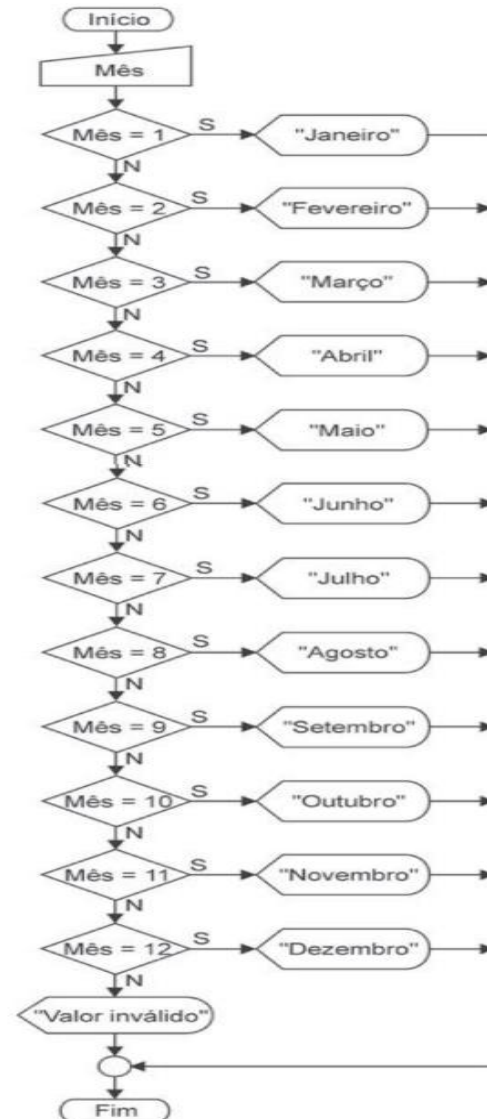 Início
Mês
Mês = 1
S
"Janeiro"
N
Mês = 2
S
"Fevereiro"
N
Mês = 3
S
"Março"
N
Mês = 4
S
"Abril"
N
Mês = 5
S
"Maio"
N
Mês = 6
S
"Junho"
N
Mês = 7
S
"Julho"
N
Mês = 8
S
"Agosto"
N
Mês = 9
S
"Setembro"
N
Mês = 10
S
"Outubro"
N
Mês = 11
S
"Novembro"
N
Mês = 12
S
"Dezembro"
N
"Valor inválido"
Fim